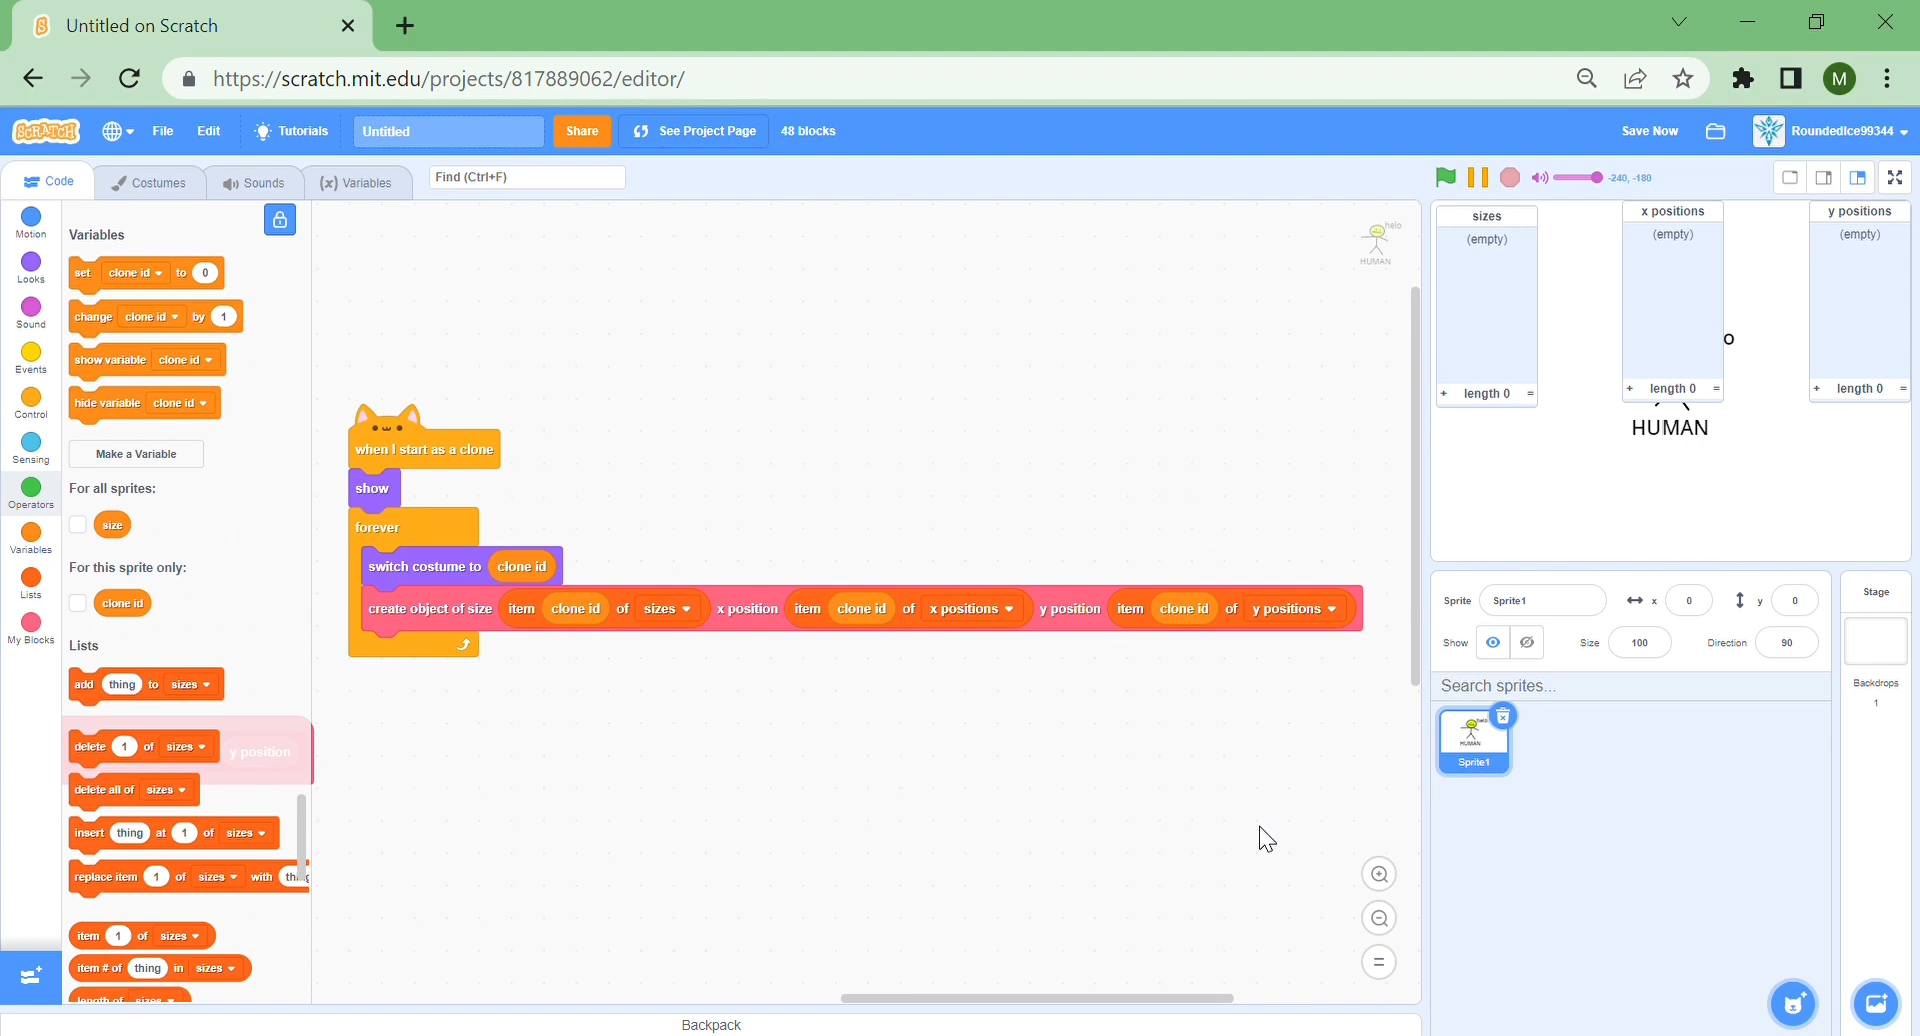 Untitled on Scratch
https://scratch.mit.edu/projects/817889062/editor/
M
SCRATCH File Edit Tutorials Untitled Share See Project Page 48 blocks Save Now RoundedIce99344
Code Costumes Sounds (x) Variables Find (Ctrl+F) -240, -180
Motion
Looks
Sound
Events
Control
Sensing
Operators
Variables
Lists
My Blocks
Variables
set clone id to 0
change clone id by 1
show variable clone id
hide variable clone id
Make a Variable
For all sprites:
size
For this sprite only:
clone id
Lists
add thing to sizes
delete 1 of sizes y position
delete all of sizes
insert thing at 1 of sizes
replace item 1 of sizes with
item 1 of sizes
item # of thing in sizes
length of sizes
helo
HUMAN
when I start as a clone
show
forever
switch costume to clone id
create object of size item clone id of sizes x position item clone id of x positions y position item clone id of y positions
Backpack
sizes
(empty)
+ length 0 =
x positions
(empty)
+ length 0 =
y positions
(empty)
+ length 0 =
o
HUMAN
Sprite Sprite1 x 0 y 0
Show Size 100 Direction 90
Search sprites...
helo
HUMAN
Sprite1
Stage
Backdrops
1